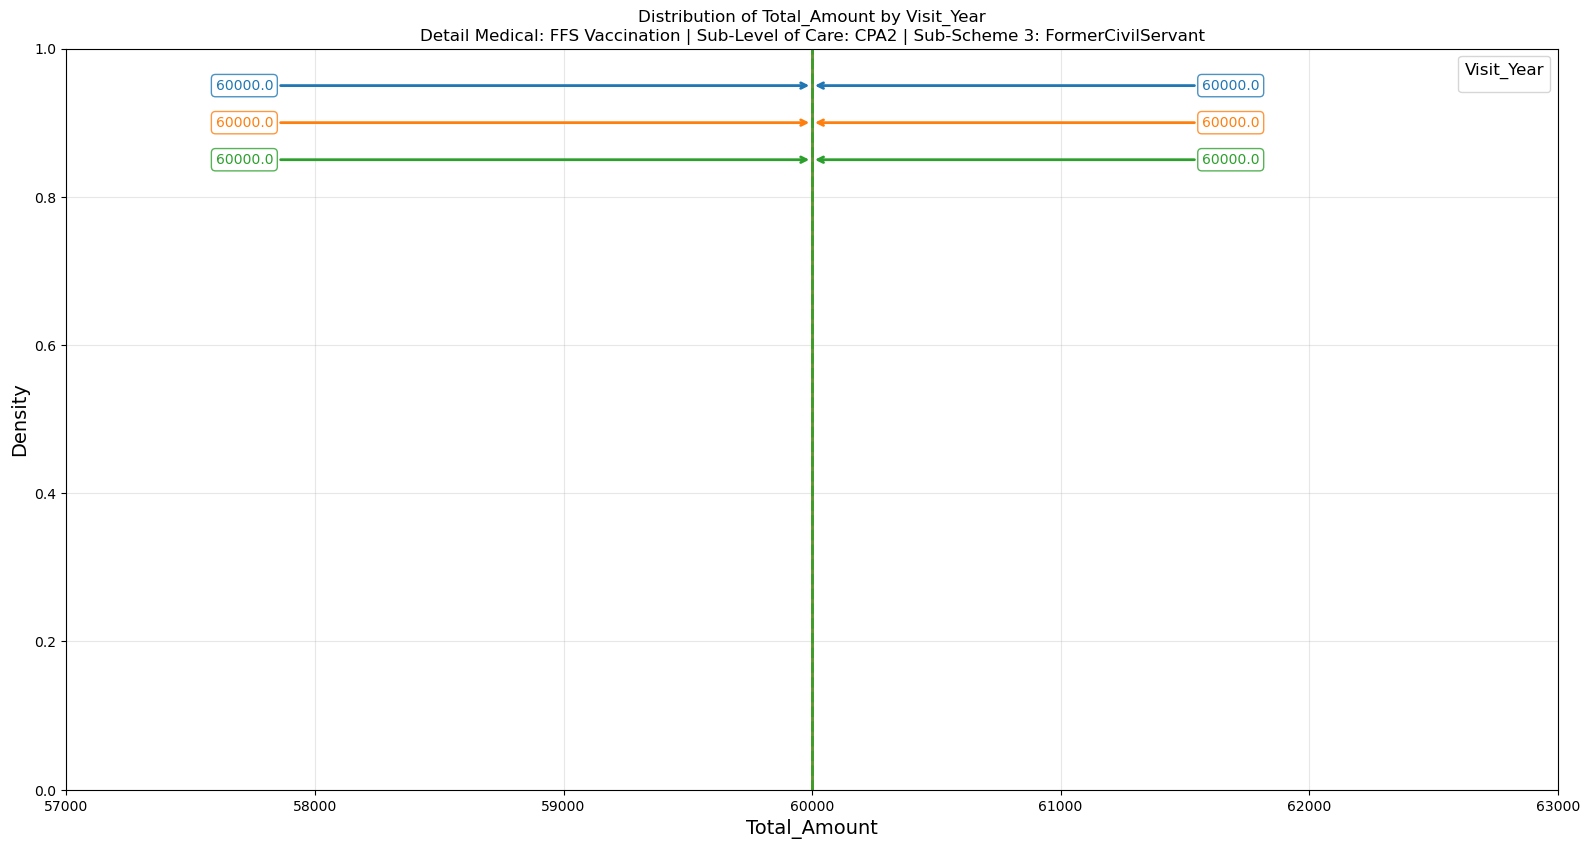 Distribution of Total_Amount by Visit_Year
Detail Medical: FFS Vaccination | Sub-Level of Care: CPA2 | Sub-Scheme 3: FormerCivilServant
Visit_Year
60000.0 60000.0
60000.0 60000.0
60000.0 60000.0
Density
1.0
0.8
0.6
0.4
0.2
0.0
57000 58000 59000 60000 61000 62000 63000
Total_Amount